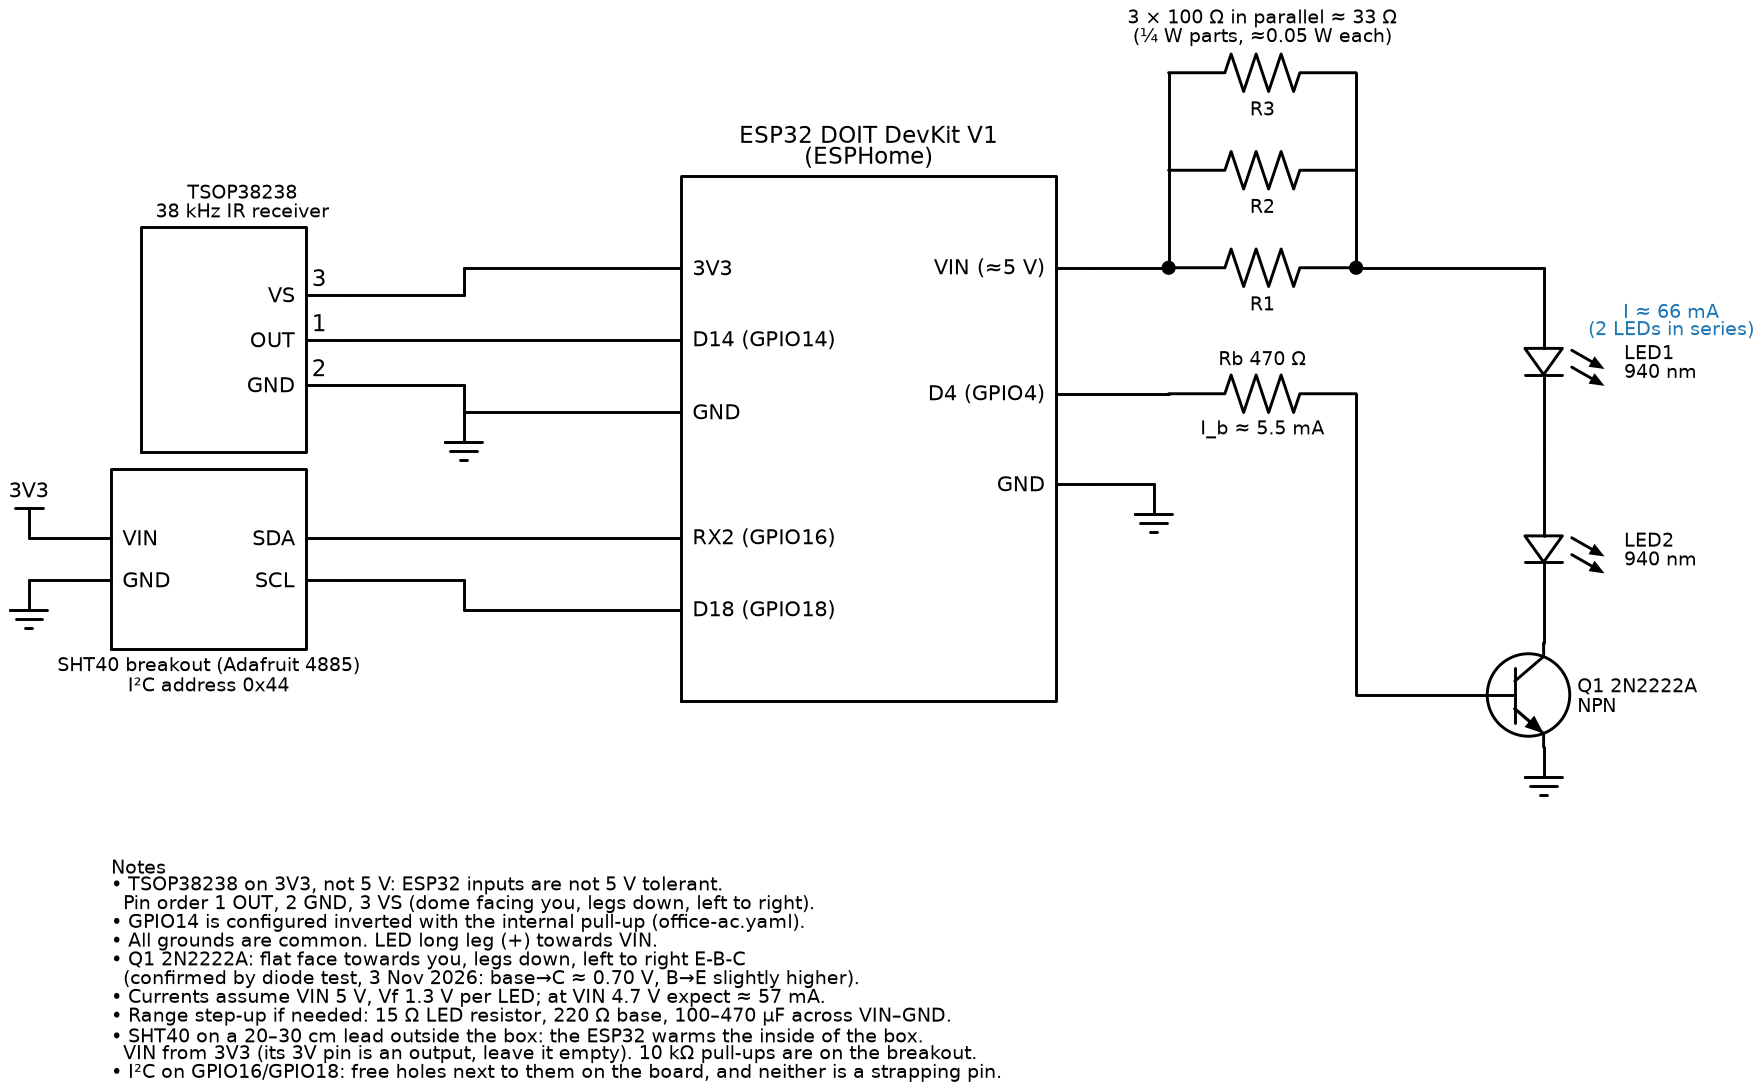 3 × 100 Ω in parallel ≈ 33 Ω
(¼ W parts, ≈0.05 W each)
R3
R2
R1
ESP32 DOIT DevKit V1
(ESPHome)
TSOP38238
38 kHz IR receiver
VS
3
OUT
1
GND
2
3V3
D14 (GPIO14)
GND
RX2 (GPIO16)
D18 (GPIO18)
VIN (≈5 V)
D4 (GPIO4)
GND
Rb 470 Ω
I_b ≈ 5.5 mA
I ≈ 66 mA
(2 LEDs in series)
LED1
940 nm
LED2
940 nm
Q1 2N2222A
NPN
3V3
VIN
GND
SDA
SCL
SHT40 breakout (Adafruit 4885)
I²C address 0x44
Notes
• TSOP38238 on 3V3, not 5 V: ESP32 inputs are not 5 V tolerant.
Pin order 1 OUT, 2 GND, 3 VS (dome facing you, legs down, left to right).
• GPIO14 is configured inverted with the internal pull-up (office-ac.yaml).
• All grounds are common. LED long leg (+) towards VIN.
• Q1 2N2222A: flat face towards you, legs down, left to right E-B-C
(confirmed by diode test, 3 Nov 2026: base→C ≈ 0.70 V, B→E slightly higher).
• Currents assume VIN 5 V, Vf 1.3 V per LED; at VIN 4.7 V expect ≈ 57 mA.
• Range step-up if needed: 15 Ω LED resistor, 220 Ω base, 100–470 µF across VIN–GND.
• SHT40 on a 20–30 cm lead outside the box: the ESP32 warms the inside of the box.
VIN from 3V3 (its 3V pin is an output, leave it empty). 10 kΩ pull-ups are on the breakout.
• I²C on GPIO16/GPIO18: free holes next to them on the board, and neither is a strapping pin.